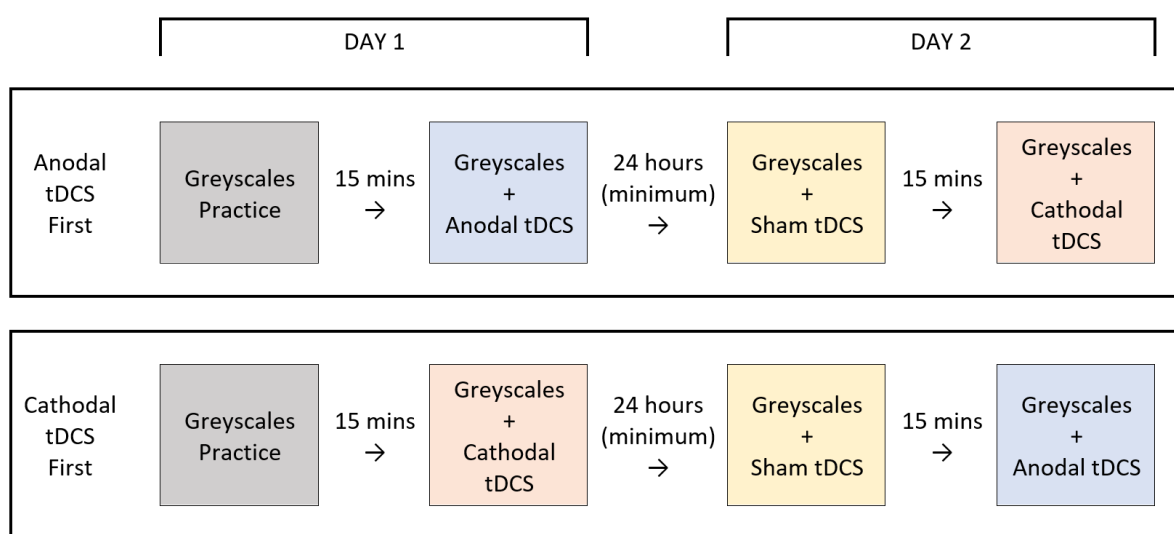 DAY 1
DAY 2
Anodal
tDCS
First
Greyscales
Practice
15 mins
→
Greyscales
+
Anodal tDCS
24 hours
(minimum)
→
Greyscales
+
Sham tDCS
15 mins
→
Greyscales
+
Cathodal
tDCS
Cathodal
tDCS
First
Greyscales
Practice
15 mins
→
Greyscales
+
Cathodal
tDCS
24 hours
(minimum)
→
Greyscales
+
Sham tDCS
15 mins
→
Greyscales
+
Anodal tDCS